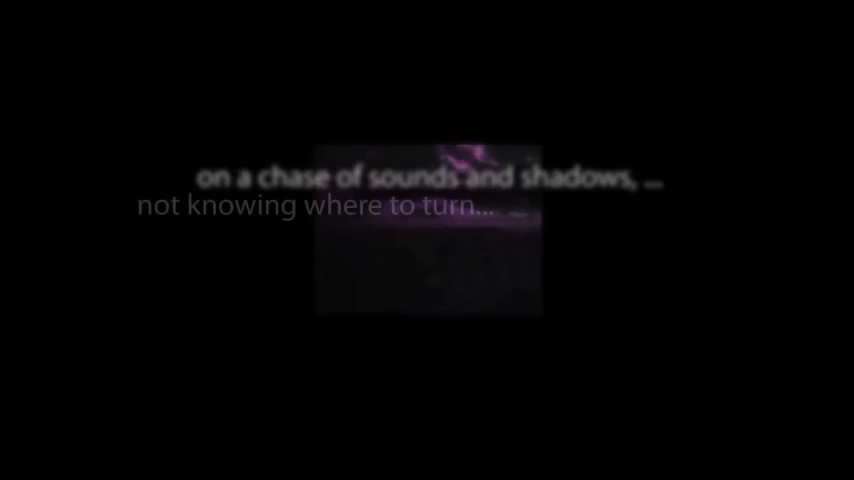 on a chase of sounds and shadows, ...
not knowing where to turn...